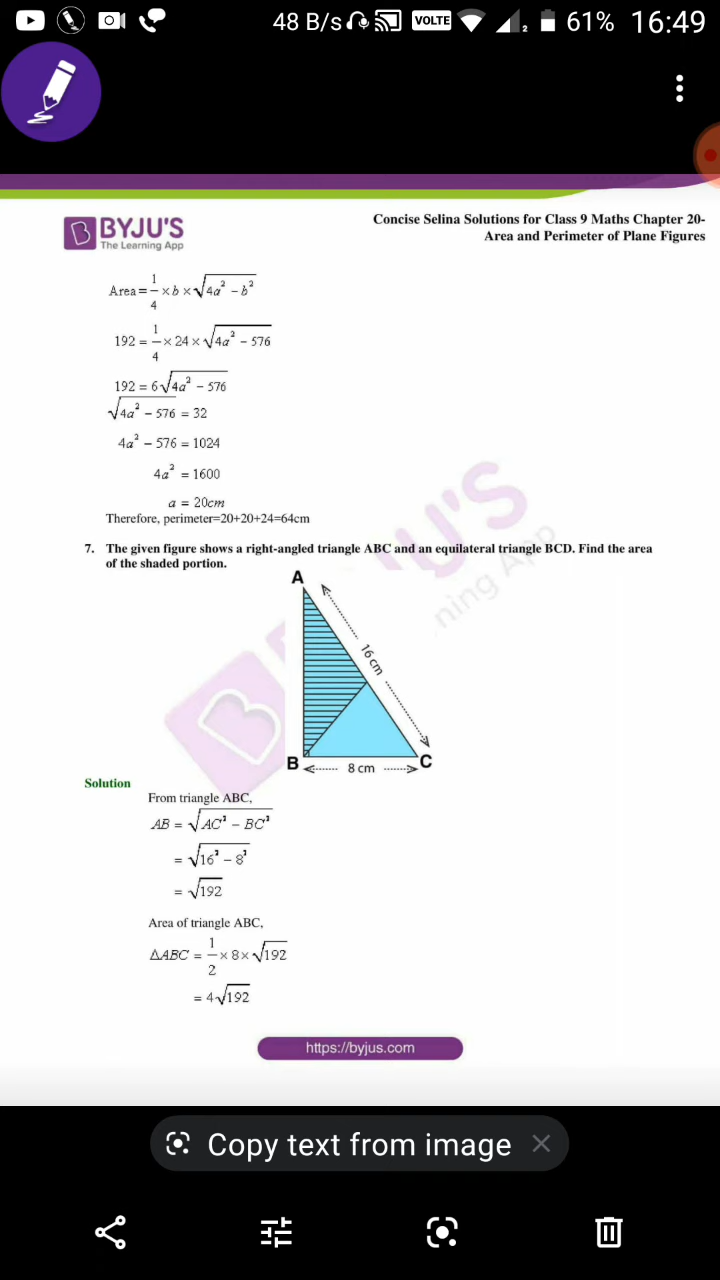 48 B/s VOLTE 2 61% 16:49
BYJU'S
The Learning App
Concise Selina Solutions for Class 9 Maths Chapter 20-
Area and Perimeter of Plane Figures
Area = 1/4 × b × √(4a² − b²)
192 = 1/4 × 24 × √(4a² − 576)
192 = 6√(4a² − 576)
√(4a² − 576) = 32
4a² − 576 = 1024
4a² = 1600
a = 20cm
Therefore, perimeter=20+20+24=64cm
7. The given figure shows a right-angled triangle ABC and an equilateral triangle BCD. Find the area
of the shaded portion.
A
16 cm
B
8 cm
C
Solution
From triangle ABC,
AB = √(AC² − BC²)
= √(16² − 8²)
= √192
Area of triangle ABC,
ΔABC = 1/2 × 8 × √192
= 4√192
https://byjus.com
Copy text from image ×